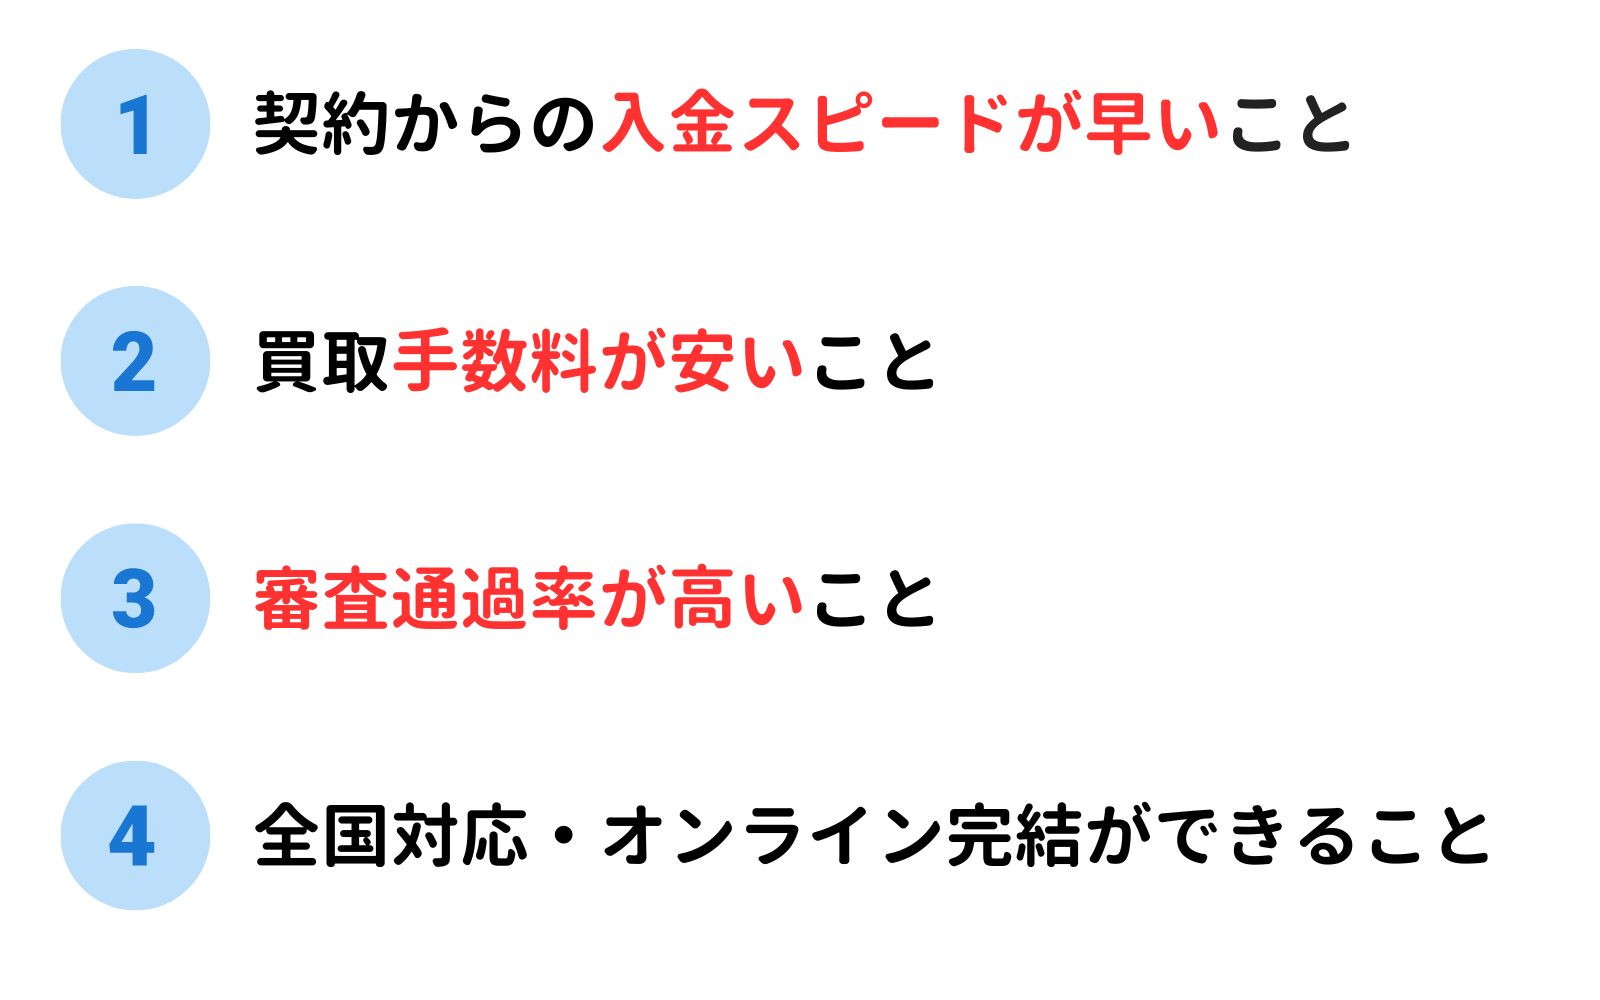 1 契約からの入金スピードが早いこと
2 買取手数料が安いこと
3 審査通過率が高いこと
4 全国対応・オンライン完結ができること